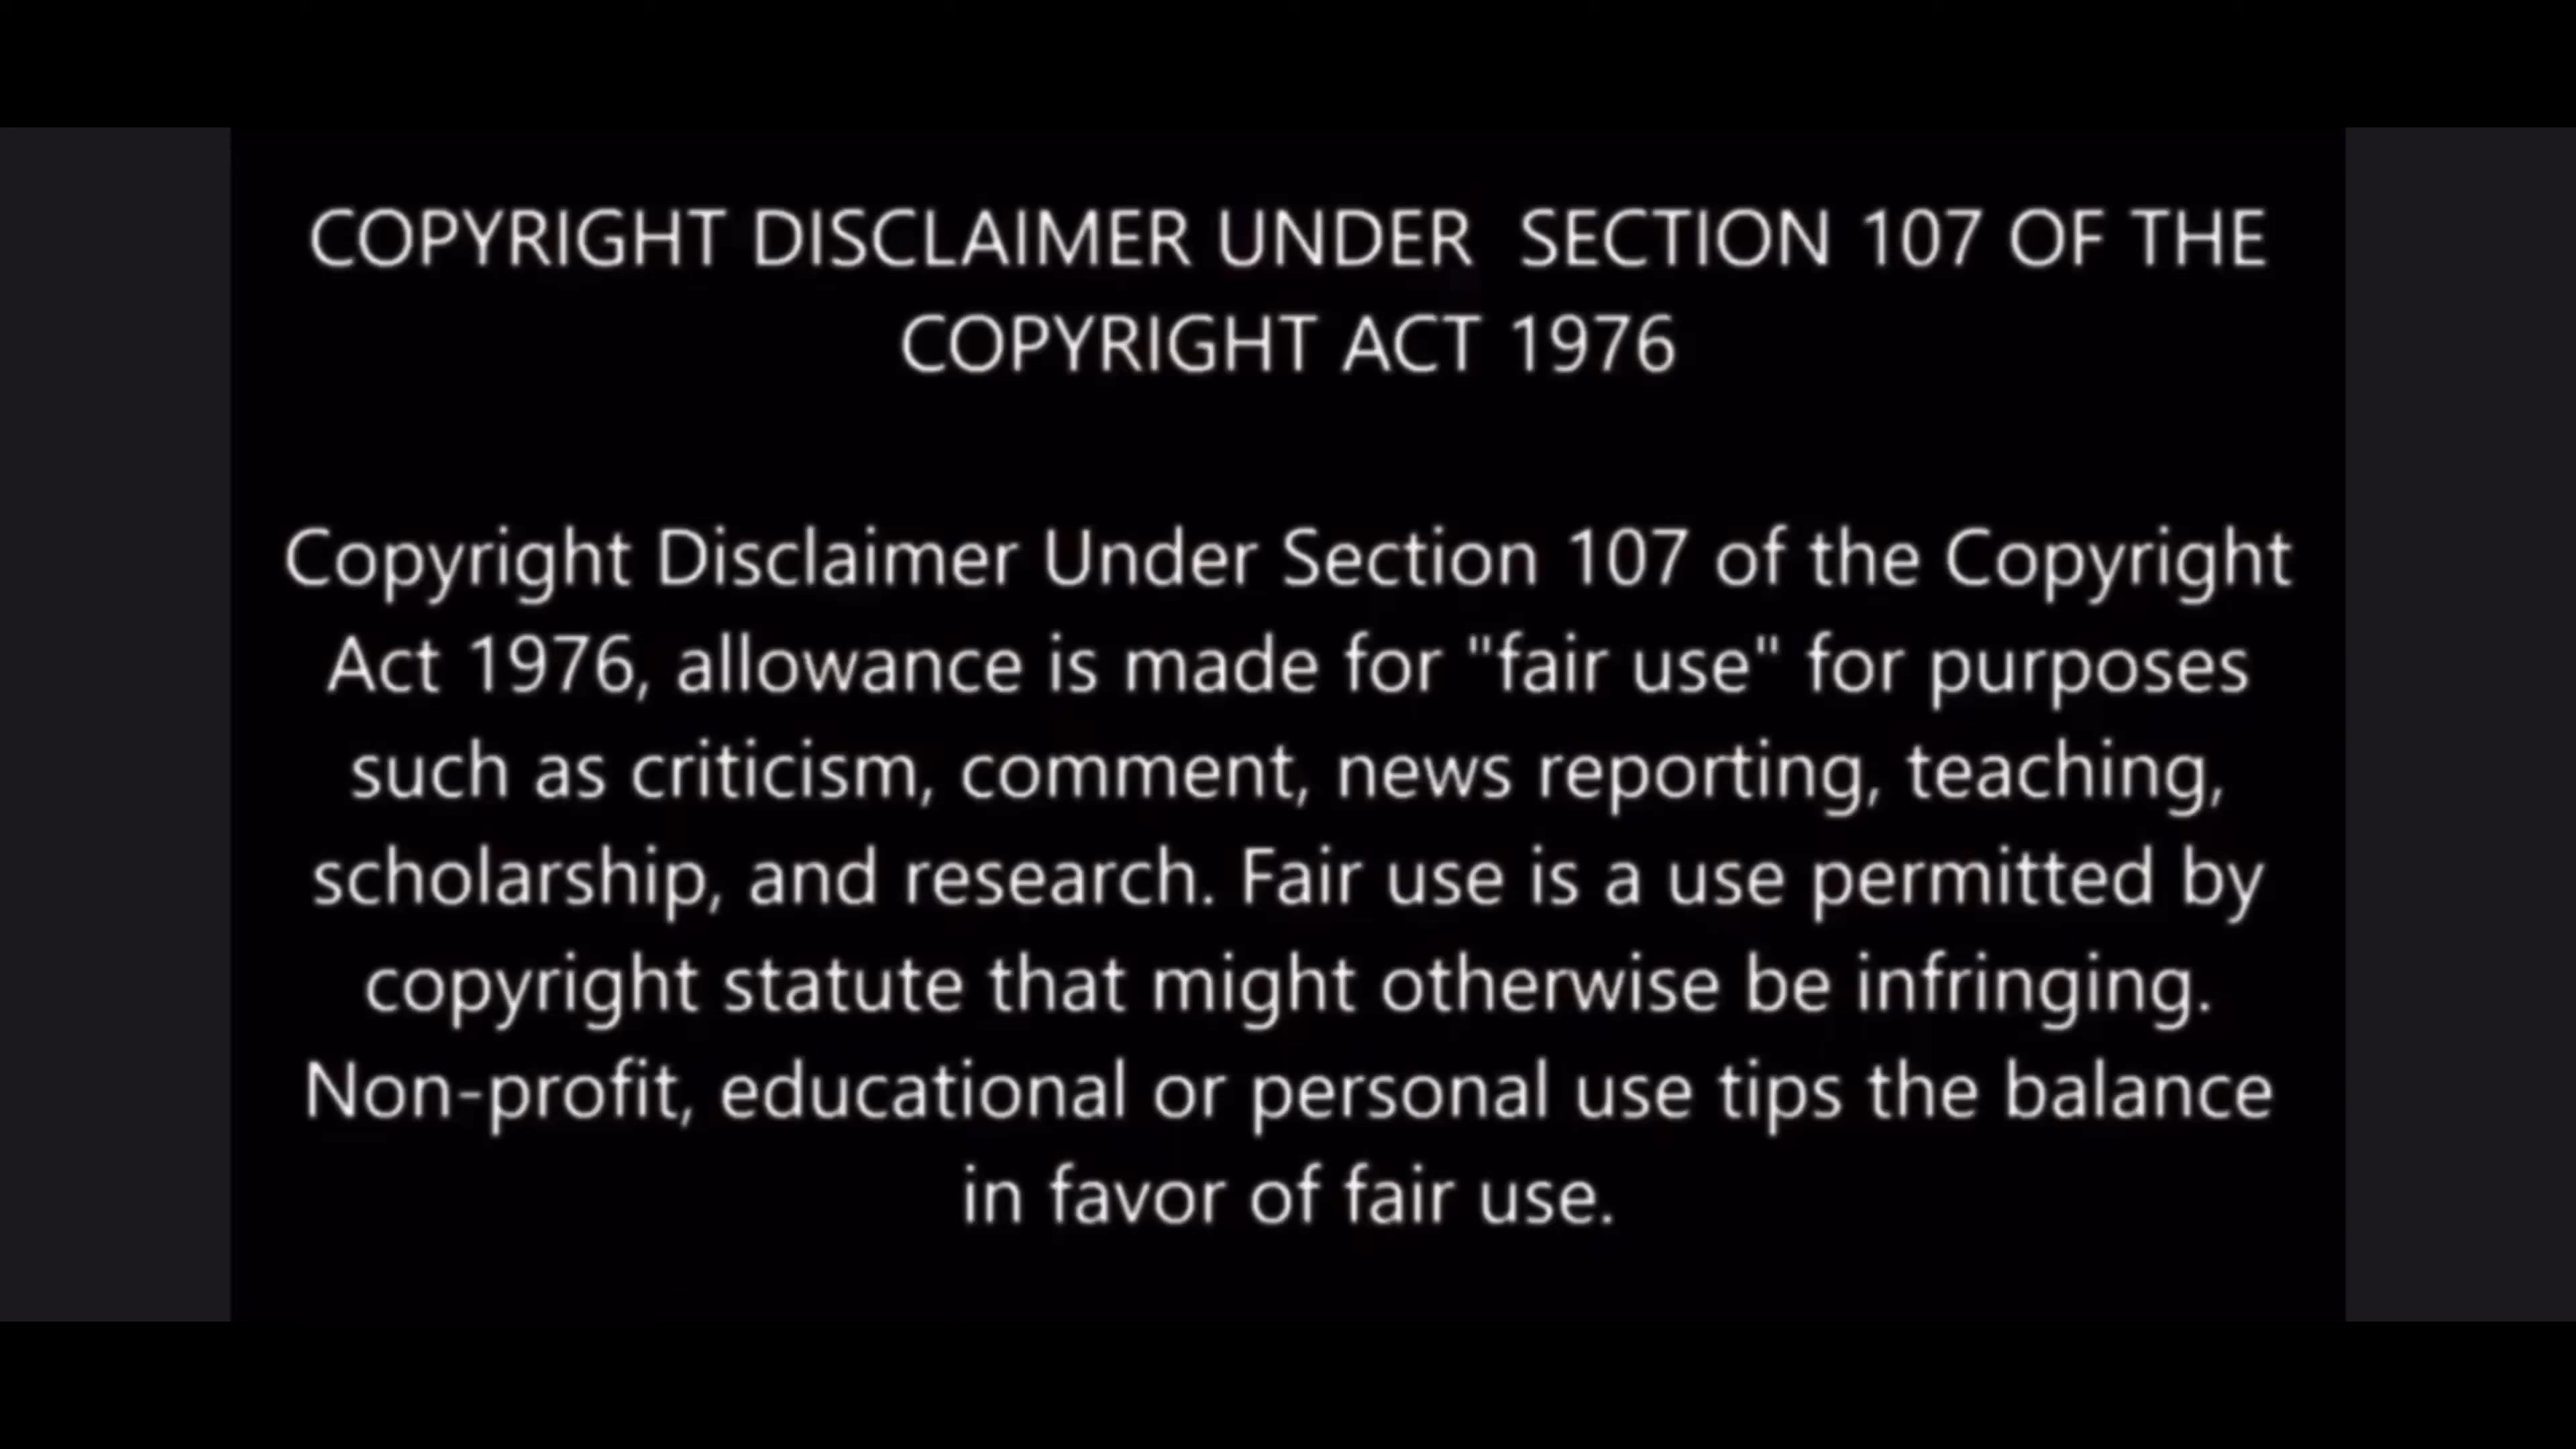 COPYRIGHT DISCLAIMER UNDER  SECTION 107 OF THE
COPYRIGHT ACT 1976
Copyright Disclaimer Under Section 107 of the Copyright
Act 1976, allowance is made for "fair use" for purposes
such as criticism, comment, news reporting, teaching,
scholarship, and research. Fair use is a use permitted by
copyright statute that might otherwise be infringing.
Non-profit, educational or personal use tips the balance
in favor of fair use.